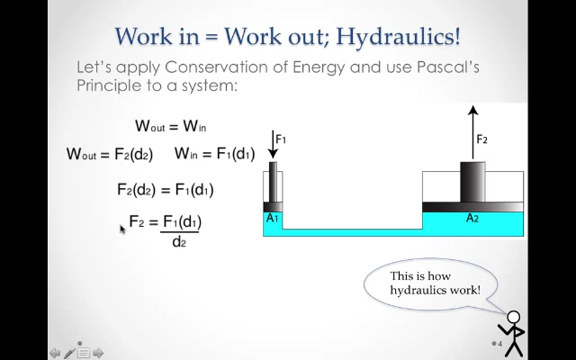 Work in = Work out; Hydraulics!
Let's apply Conservation of Energy and use Pascal's
Principle to a system:
Wout = Win
Wout = F2(d2) Win = F1(d1)
F2(d2) = F1(d1)
F2 = F1(d1)
d2
F1
F2
A1
A2
This is how
hydraulics work!
4